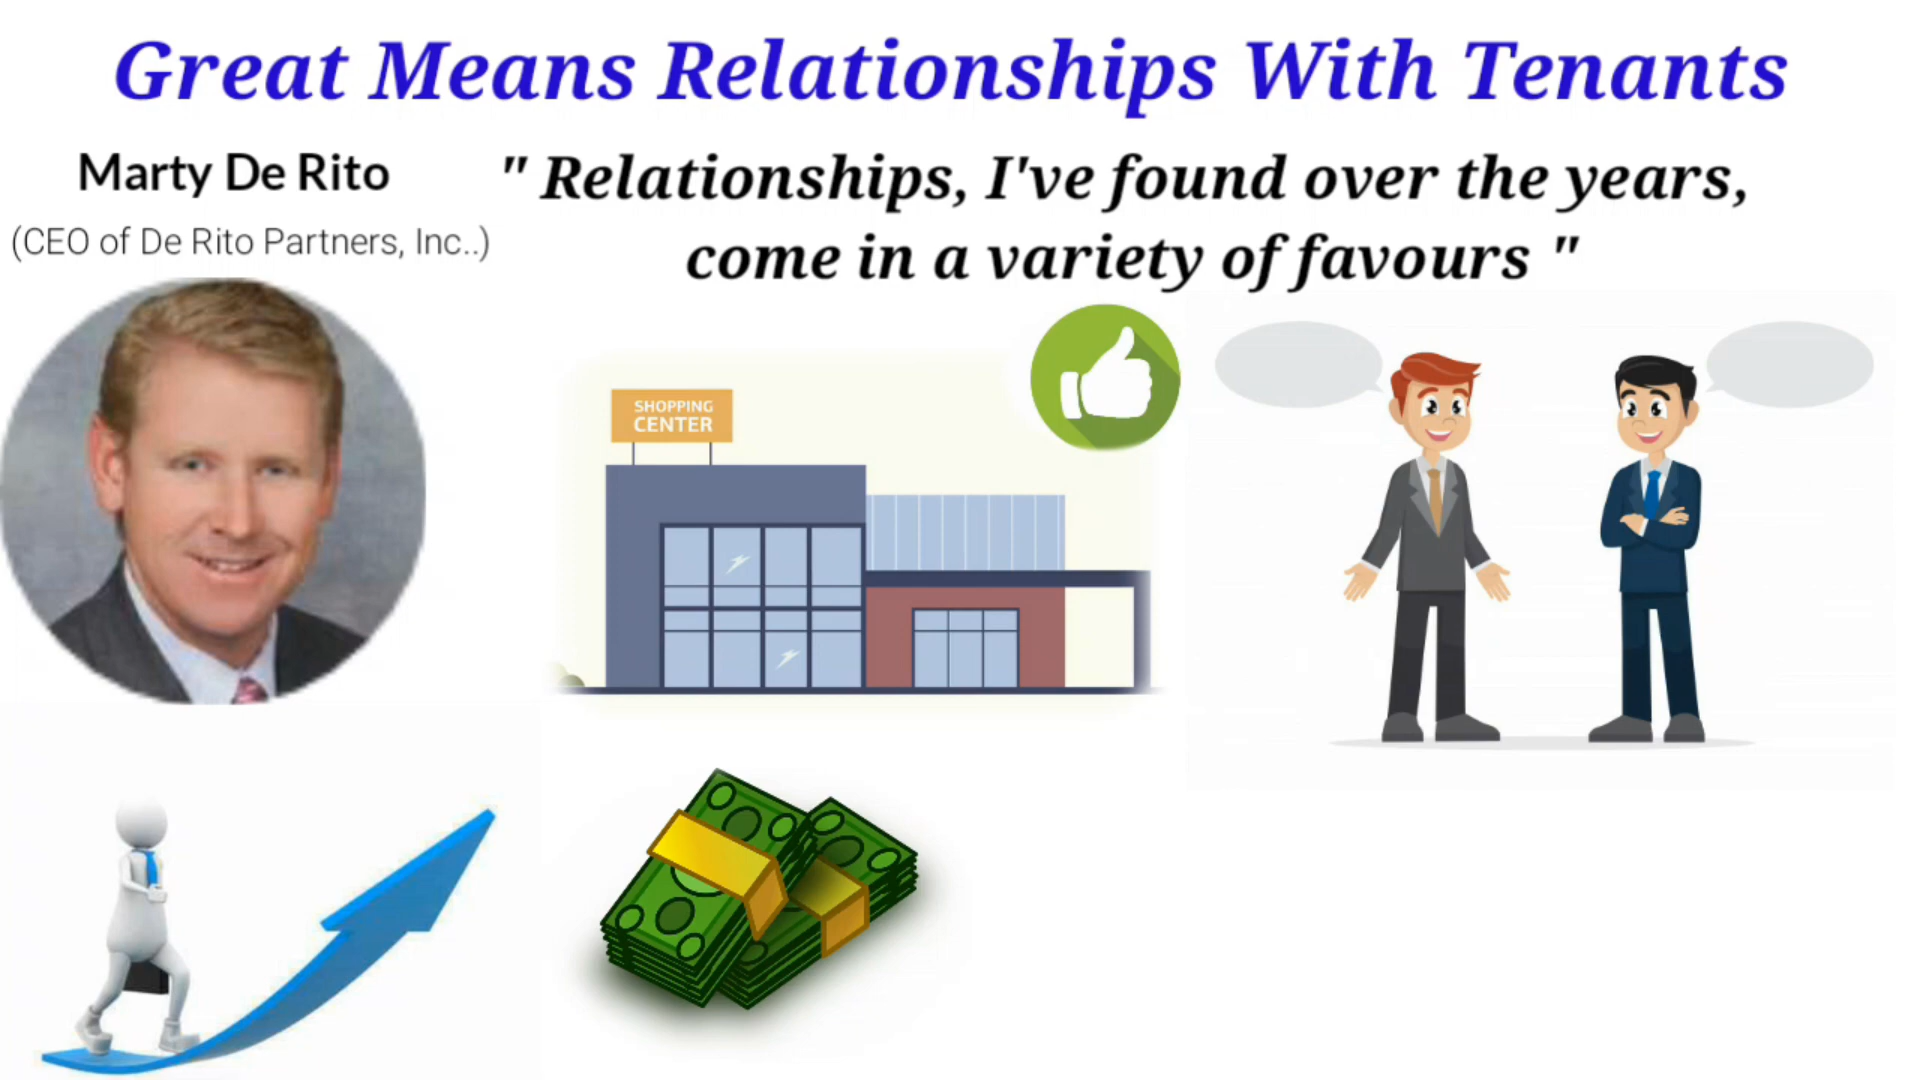 Great Means Relationships With Tenants
Marty De Rito
(CEO of De Rito Partners, Inc..)
" Relationships, I've found over the years,
come in a variety of favours "
SHOPPING
CENTER